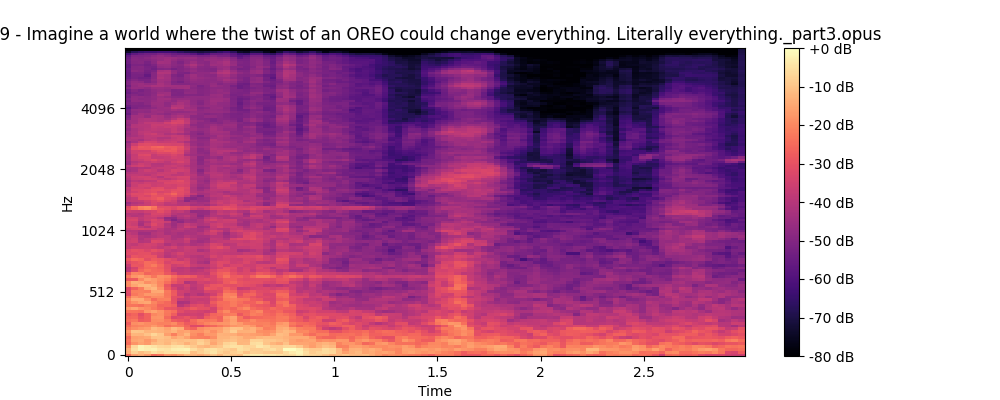 9 - Imagine a world where the twist of an OREO could change everything. Literally everything._part3.opus
+0 dB
4096
-10 dB
-20 dB
2048
-30 dB
Hz
-40 dB
1024
-50 dB
512
-60 dB
-70 dB
0
-80 dB
0
0.5
1
1.5
2
2.5
Time